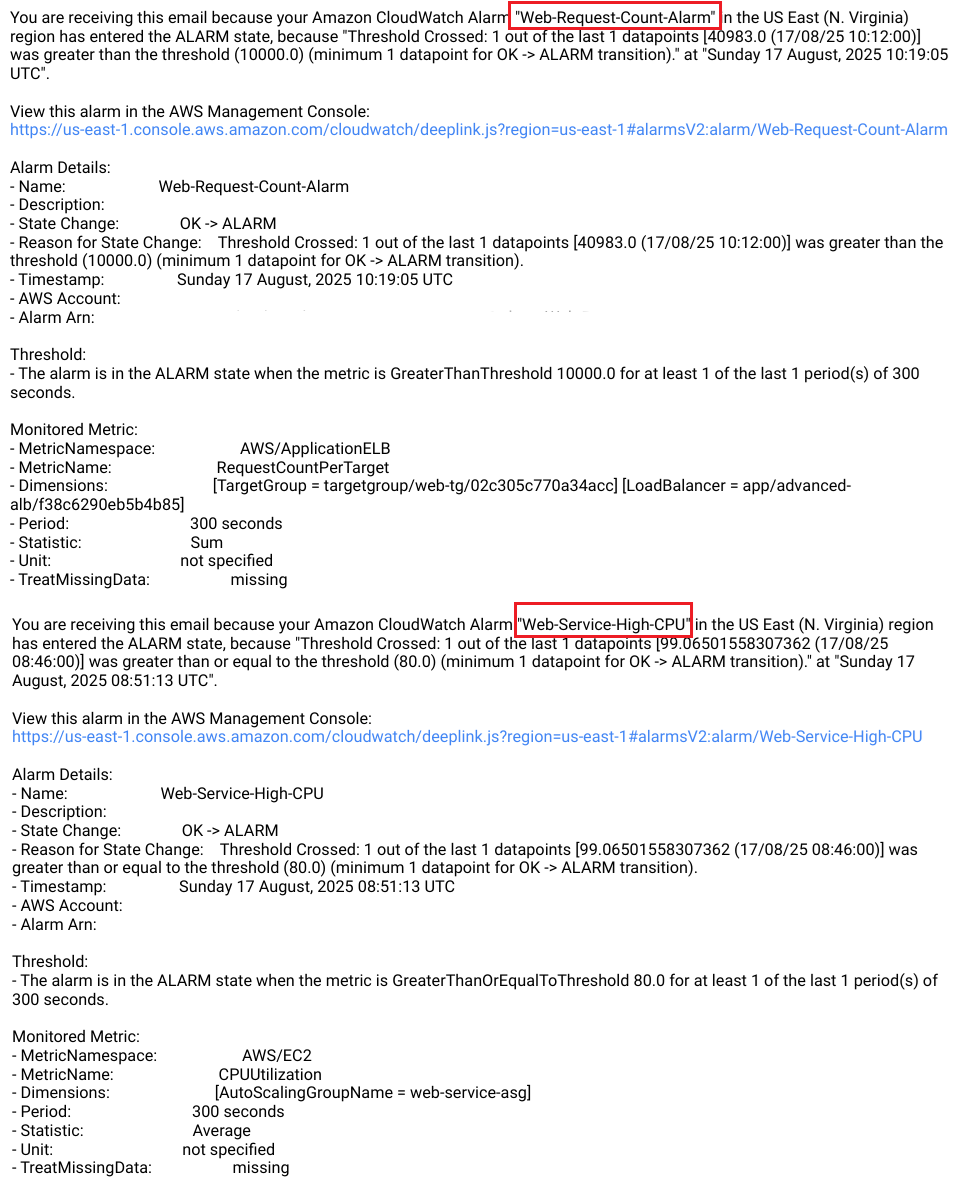 You are receiving this email because your Amazon CloudWatch Alarm "Web-Request-Count-Alarm" in the US East (N. Virginia)
region has entered the ALARM state, because "Threshold Crossed: 1 out of the last 1 datapoints [40983.0 (17/08/25 10:12:00)]
was greater than the threshold (10000.0) (minimum 1 datapoint for OK -> ALARM transition)." at "Sunday 17 August, 2025 10:19:05
UTC".
View this alarm in the AWS Management Console:
https://us-east-1.console.aws.amazon.com/cloudwatch/deeplink.js?region=us-east-1#alarmsV2:alarm/Web-Request-Count-Alarm
Alarm Details:
- Name: Web-Request-Count-Alarm
- Description:
- State Change: OK -> ALARM
- Reason for State Change: Threshold Crossed: 1 out of the last 1 datapoints [40983.0 (17/08/25 10:12:00)] was greater than the
threshold (10000.0) (minimum 1 datapoint for OK -> ALARM transition).
- Timestamp: Sunday 17 August, 2025 10:19:05 UTC
- AWS Account:
- Alarm Arn:
Threshold:
- The alarm is in the ALARM state when the metric is GreaterThanThreshold 10000.0 for at least 1 of the last 1 period(s) of 300
seconds.
Monitored Metric:
- MetricNamespace: AWS/ApplicationELB
- MetricName: RequestCountPerTarget
- Dimensions: [TargetGroup = targetgroup/web-tg/02c305c770a34acc] [LoadBalancer = app/advanced-
alb/f38c6290eb5b4b85]
- Period: 300 seconds
- Statistic: Sum
- Unit: not specified
- TreatMissingData: missing
You are receiving this email because your Amazon CloudWatch Alarm "Web-Service-High-CPU" in the US East (N. Virginia) region
has entered the ALARM state, because "Threshold Crossed: 1 out of the last 1 datapoints [99.06501558307362 (17/08/25
08:46:00)] was greater than or equal to the threshold (80.0) (minimum 1 datapoint for OK -> ALARM transition)." at "Sunday 17
August, 2025 08:51:13 UTC".
View this alarm in the AWS Management Console:
https://us-east-1.console.aws.amazon.com/cloudwatch/deeplink.js?region=us-east-1#alarmsV2:alarm/Web-Service-High-CPU
Alarm Details:
- Name: Web-Service-High-CPU
- Description:
- State Change: OK -> ALARM
- Reason for State Change: Threshold Crossed: 1 out of the last 1 datapoints [99.06501558307362 (17/08/25 08:46:00)] was
greater than or equal to the threshold (80.0) (minimum 1 datapoint for OK -> ALARM transition).
- Timestamp: Sunday 17 August, 2025 08:51:13 UTC
- AWS Account:
- Alarm Arn:
Threshold:
- The alarm is in the ALARM state when the metric is GreaterThanOrEqualToThreshold 80.0 for at least 1 of the last 1 period(s) of
300 seconds.
Monitored Metric:
- MetricNamespace: AWS/EC2
- MetricName: CPUUtilization
- Dimensions: [AutoScalingGroupName = web-service-asg]
- Period: 300 seconds
- Statistic: Average
- Unit: not specified
- TreatMissingData: missing